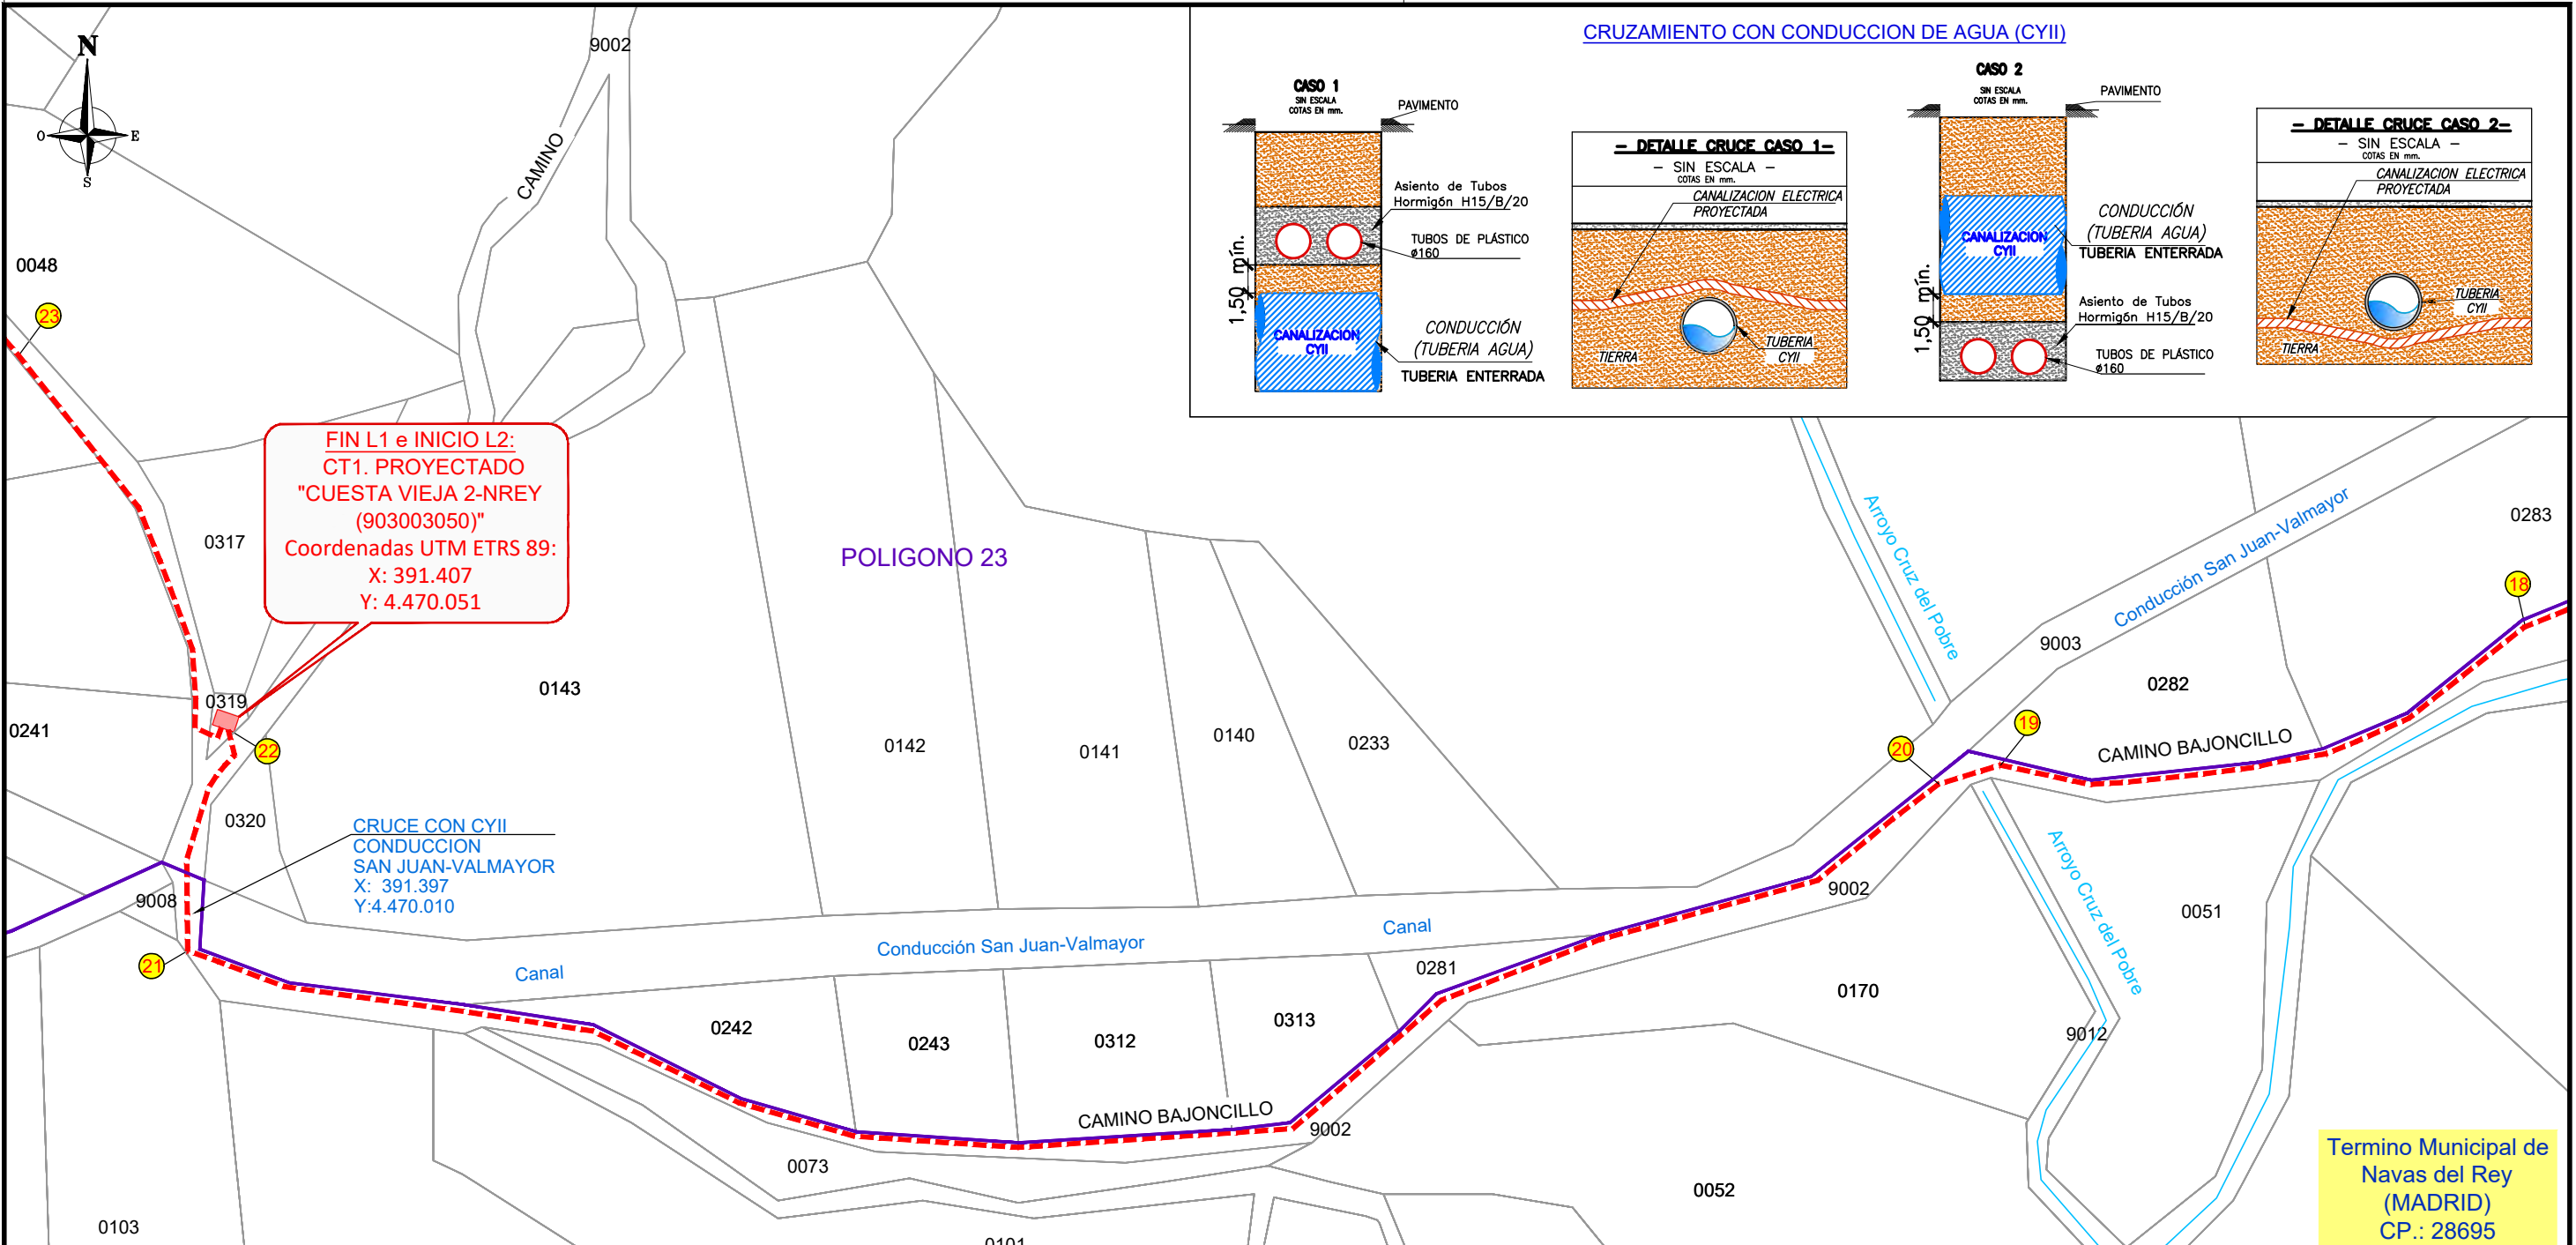 N
O
E
S
9002
CAMINO
0048
23
CRUZAMIENTO CON CONDUCCION DE AGUA (CYII)
CASO 1
SIN ESCALA
COTAS EN mm.
PAVIMENTO
Asiento de Tubos
Hormigón H15/B/20
TUBOS DE PLÁSTICO
ø160
1,50 mín.
CANALIZACION
CYII
CONDUCCIÓN
(TUBERIA AGUA)
TUBERIA ENTERRADA
- DETALLE CRUCE CASO 1-
- SIN ESCALA -
COTAS EN mm.
CANALIZACION ELECTRICA
PROYECTADA
TUBERIA
CYII
TIERRA
CASO 2
SIN ESCALA
COTAS EN mm.
PAVIMENTO
CONDUCCIÓN
(TUBERIA AGUA)
TUBERIA ENTERRADA
CANALIZACION
CYII
1,50 mín.
Asiento de Tubos
Hormigón H15/B/20
TUBOS DE PLÁSTICO
ø160
- DETALLE CRUCE CASO 2-
- SIN ESCALA -
COTAS EN mm.
CANALIZACION ELECTRICA
PROYECTADA
TUBERIA
CYII
TIERRA
FIN L1 e INICIO L2:
CT1. PROYECTADO
"CUESTA VIEJA 2-NREY
(903003050)"
Coordenadas UTM ETRS 89:
X: 391.407
Y: 4.470.051
0317
POLIGONO 23
Arroyo Cruz del Pobre
Conducción San Juan-Valmayor
0283
18
9003
0282
0143
0319
0241
22
0142
0141
0140
0233
20
19
CAMINO BAJONCILLO
0320
CRUCE CON CYII
CONDUCCION
SAN JUAN-VALMAYOR
X: 391.397
Y:4.470.010
9008
21
Canal
Conducción San Juan-Valmayor
Canal
9002
0051
Arroyo Cruz del Pobre
0281
0170
9012
0242
0243
0312
0313
CAMINO BAJONCILLO
9002
0073
0052
0103
0101
Termino Municipal de
Navas del Rey
(MADRID)
CP.: 28695